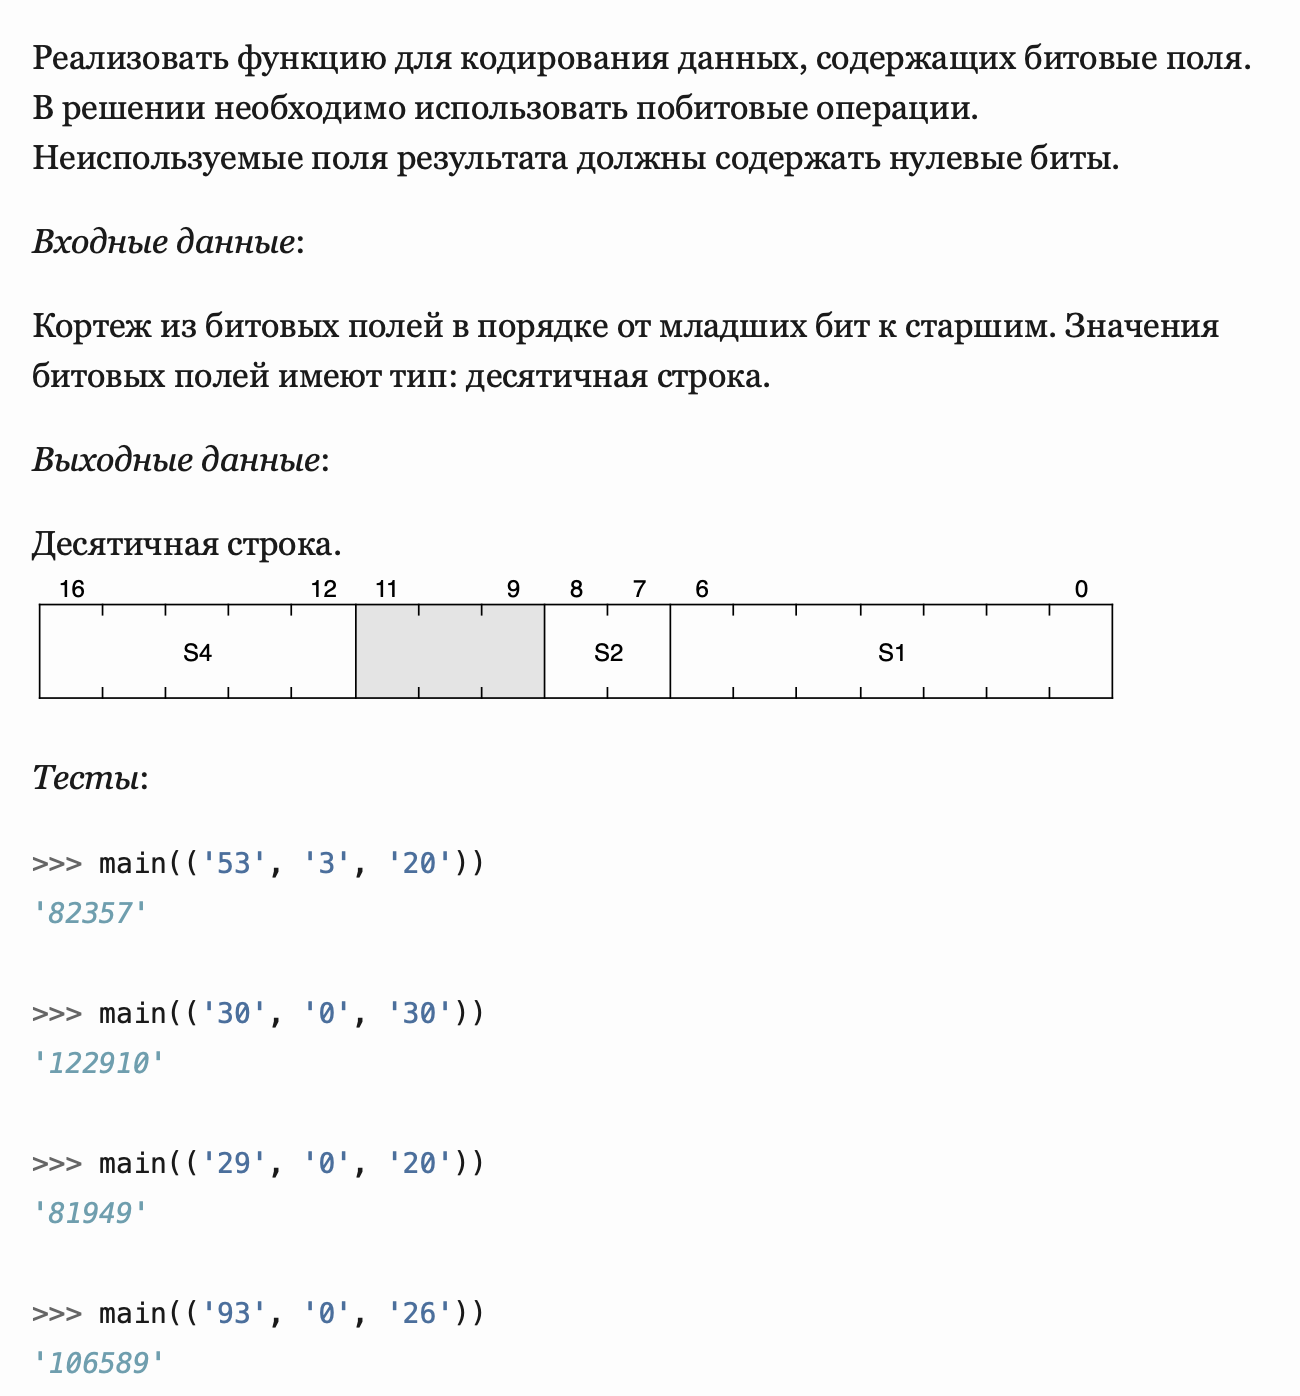 Реализовать функцию для кодирования данных, содержащих битовые поля.
В решении необходимо использовать побитовые операции.
Неиспользуемые поля результата должны содержать нулевые биты.
Входные данные:
Кортеж из битовых полей в порядке от младших бит к старшим. Значения
битовых полей имеют тип: десятичная строка.
Выходные данные:
Десятичная строка.
16 12 11 9 8 7 6 0
S4 S2 S1
Тесты:
>>> main(('53', '3', '20'))
'82357'
>>> main(('30', '0', '30'))
'122910'
>>> main(('29', '0', '20'))
'81949'
>>> main(('93', '0', '26'))
'106589'